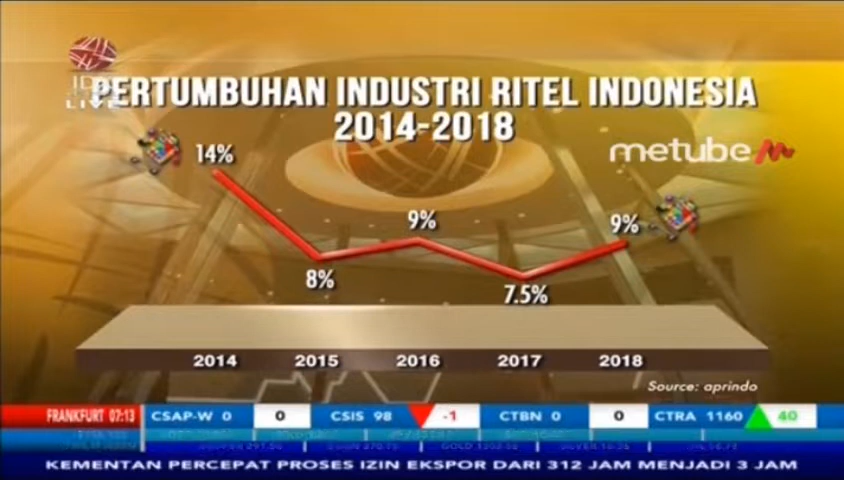 IDX
LIVE
PERTUMBUHAN INDUSTRI RITEL INDONESIA
2014-2018
metube
14%
8%
9%
7.5%
9%
2014 2015 2016 2017 2018
Source: aprindo
FRANKFURT 07:13 CSAP-W 0 0 CSIS 98 -1 CTBN 0 0 CTRA 1160 40
KEMENTAN PERCEPAT PROSES IZIN EKSPOR DARI 312 JAM MENJADI 3 JAM